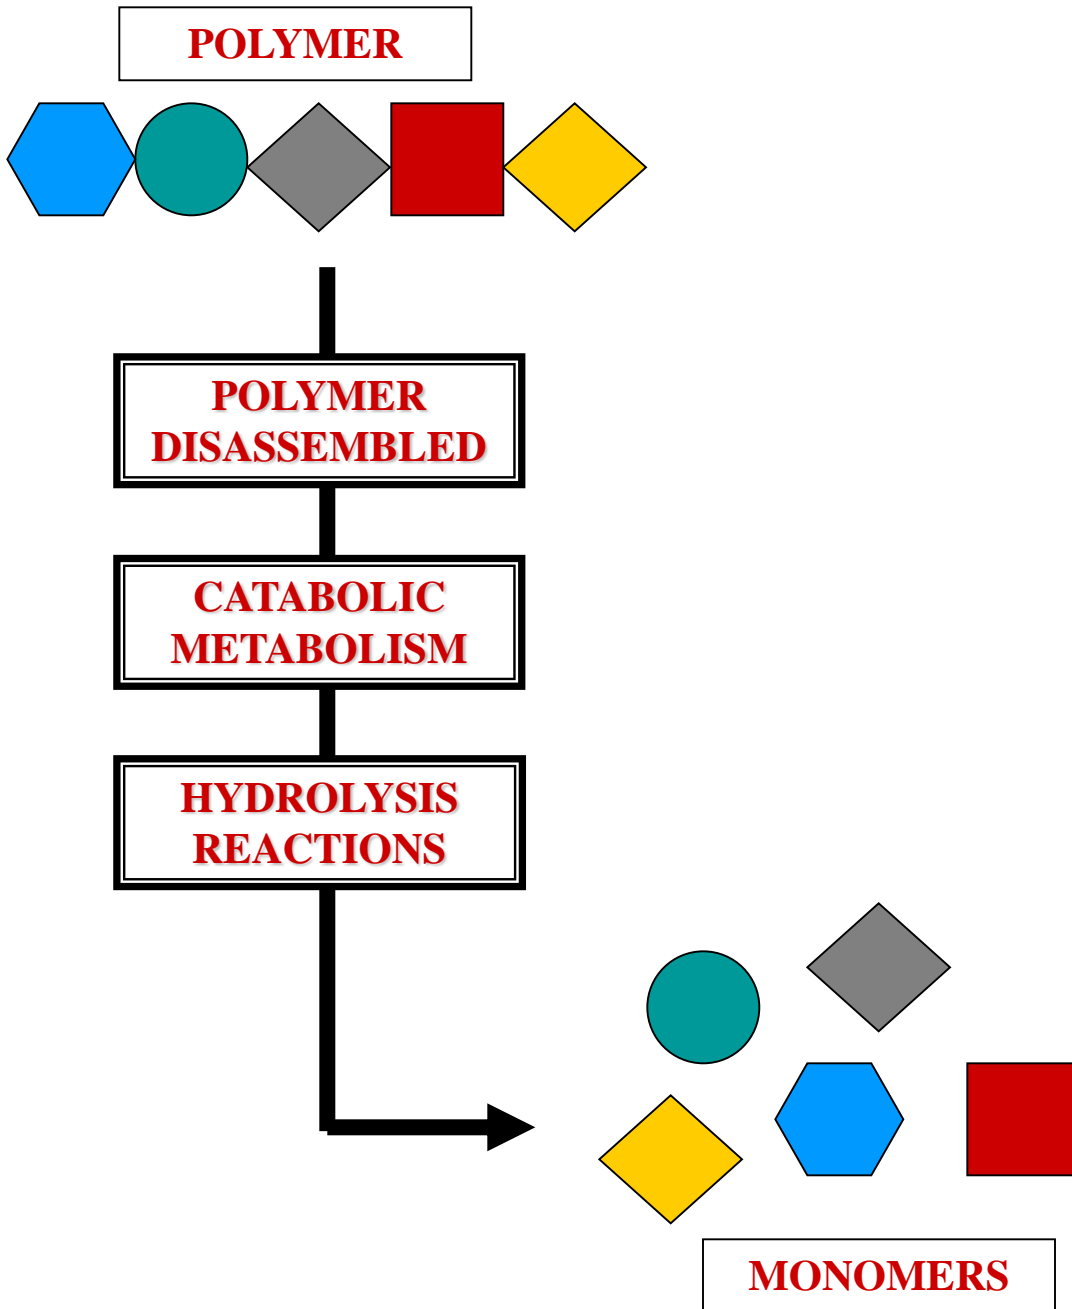 POLYMER
POLYMER
DISASSEMBLED
CATABOLIC
METABOLISM
HYDROLYSIS
REACTIONS
MONOMERS